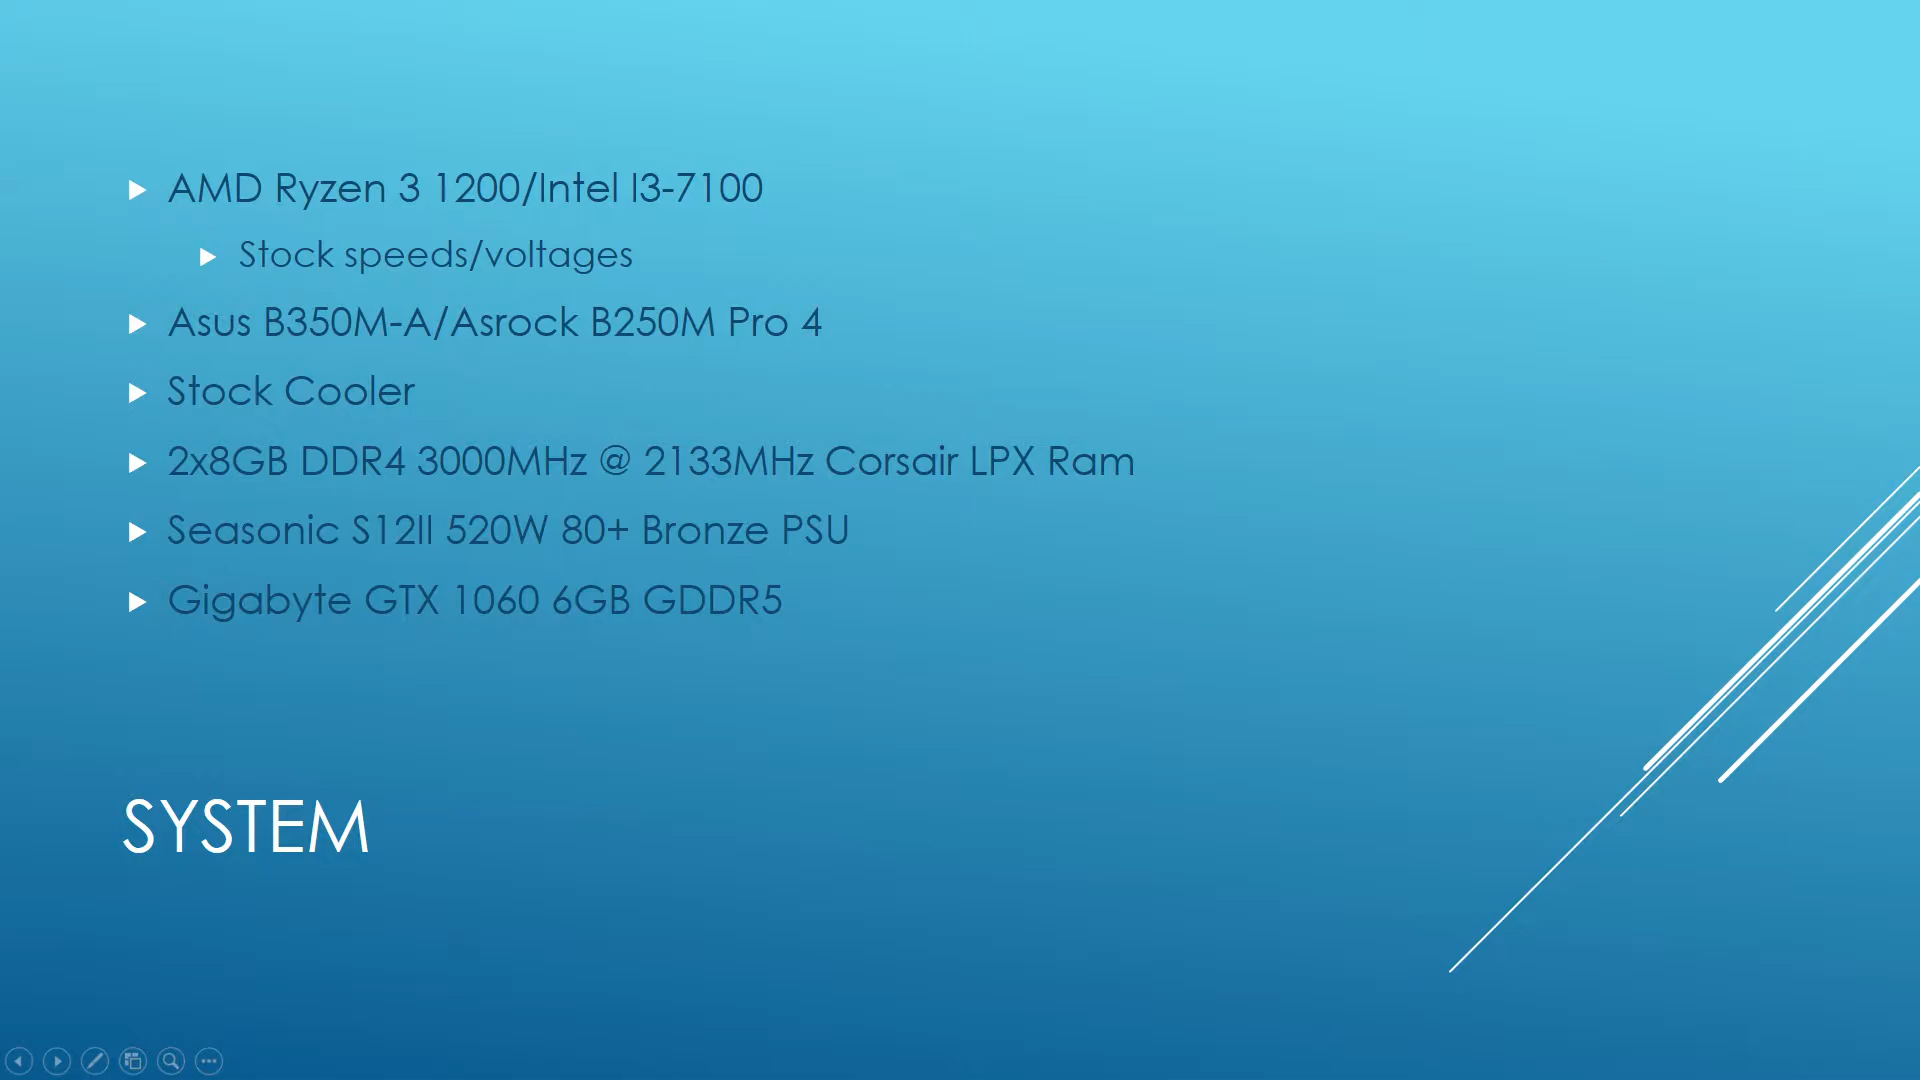 AMD Ryzen 3 1200/Intel I3-7100
Stock speeds/voltages
Asus B350M-A/Asrock B250M Pro 4
Stock Cooler
2x8GB DDR4 3000MHz @ 2133MHz Corsair LPX Ram
Seasonic S12II 520W 80+ Bronze PSU
Gigabyte GTX 1060 6GB GDDR5
SYSTEM